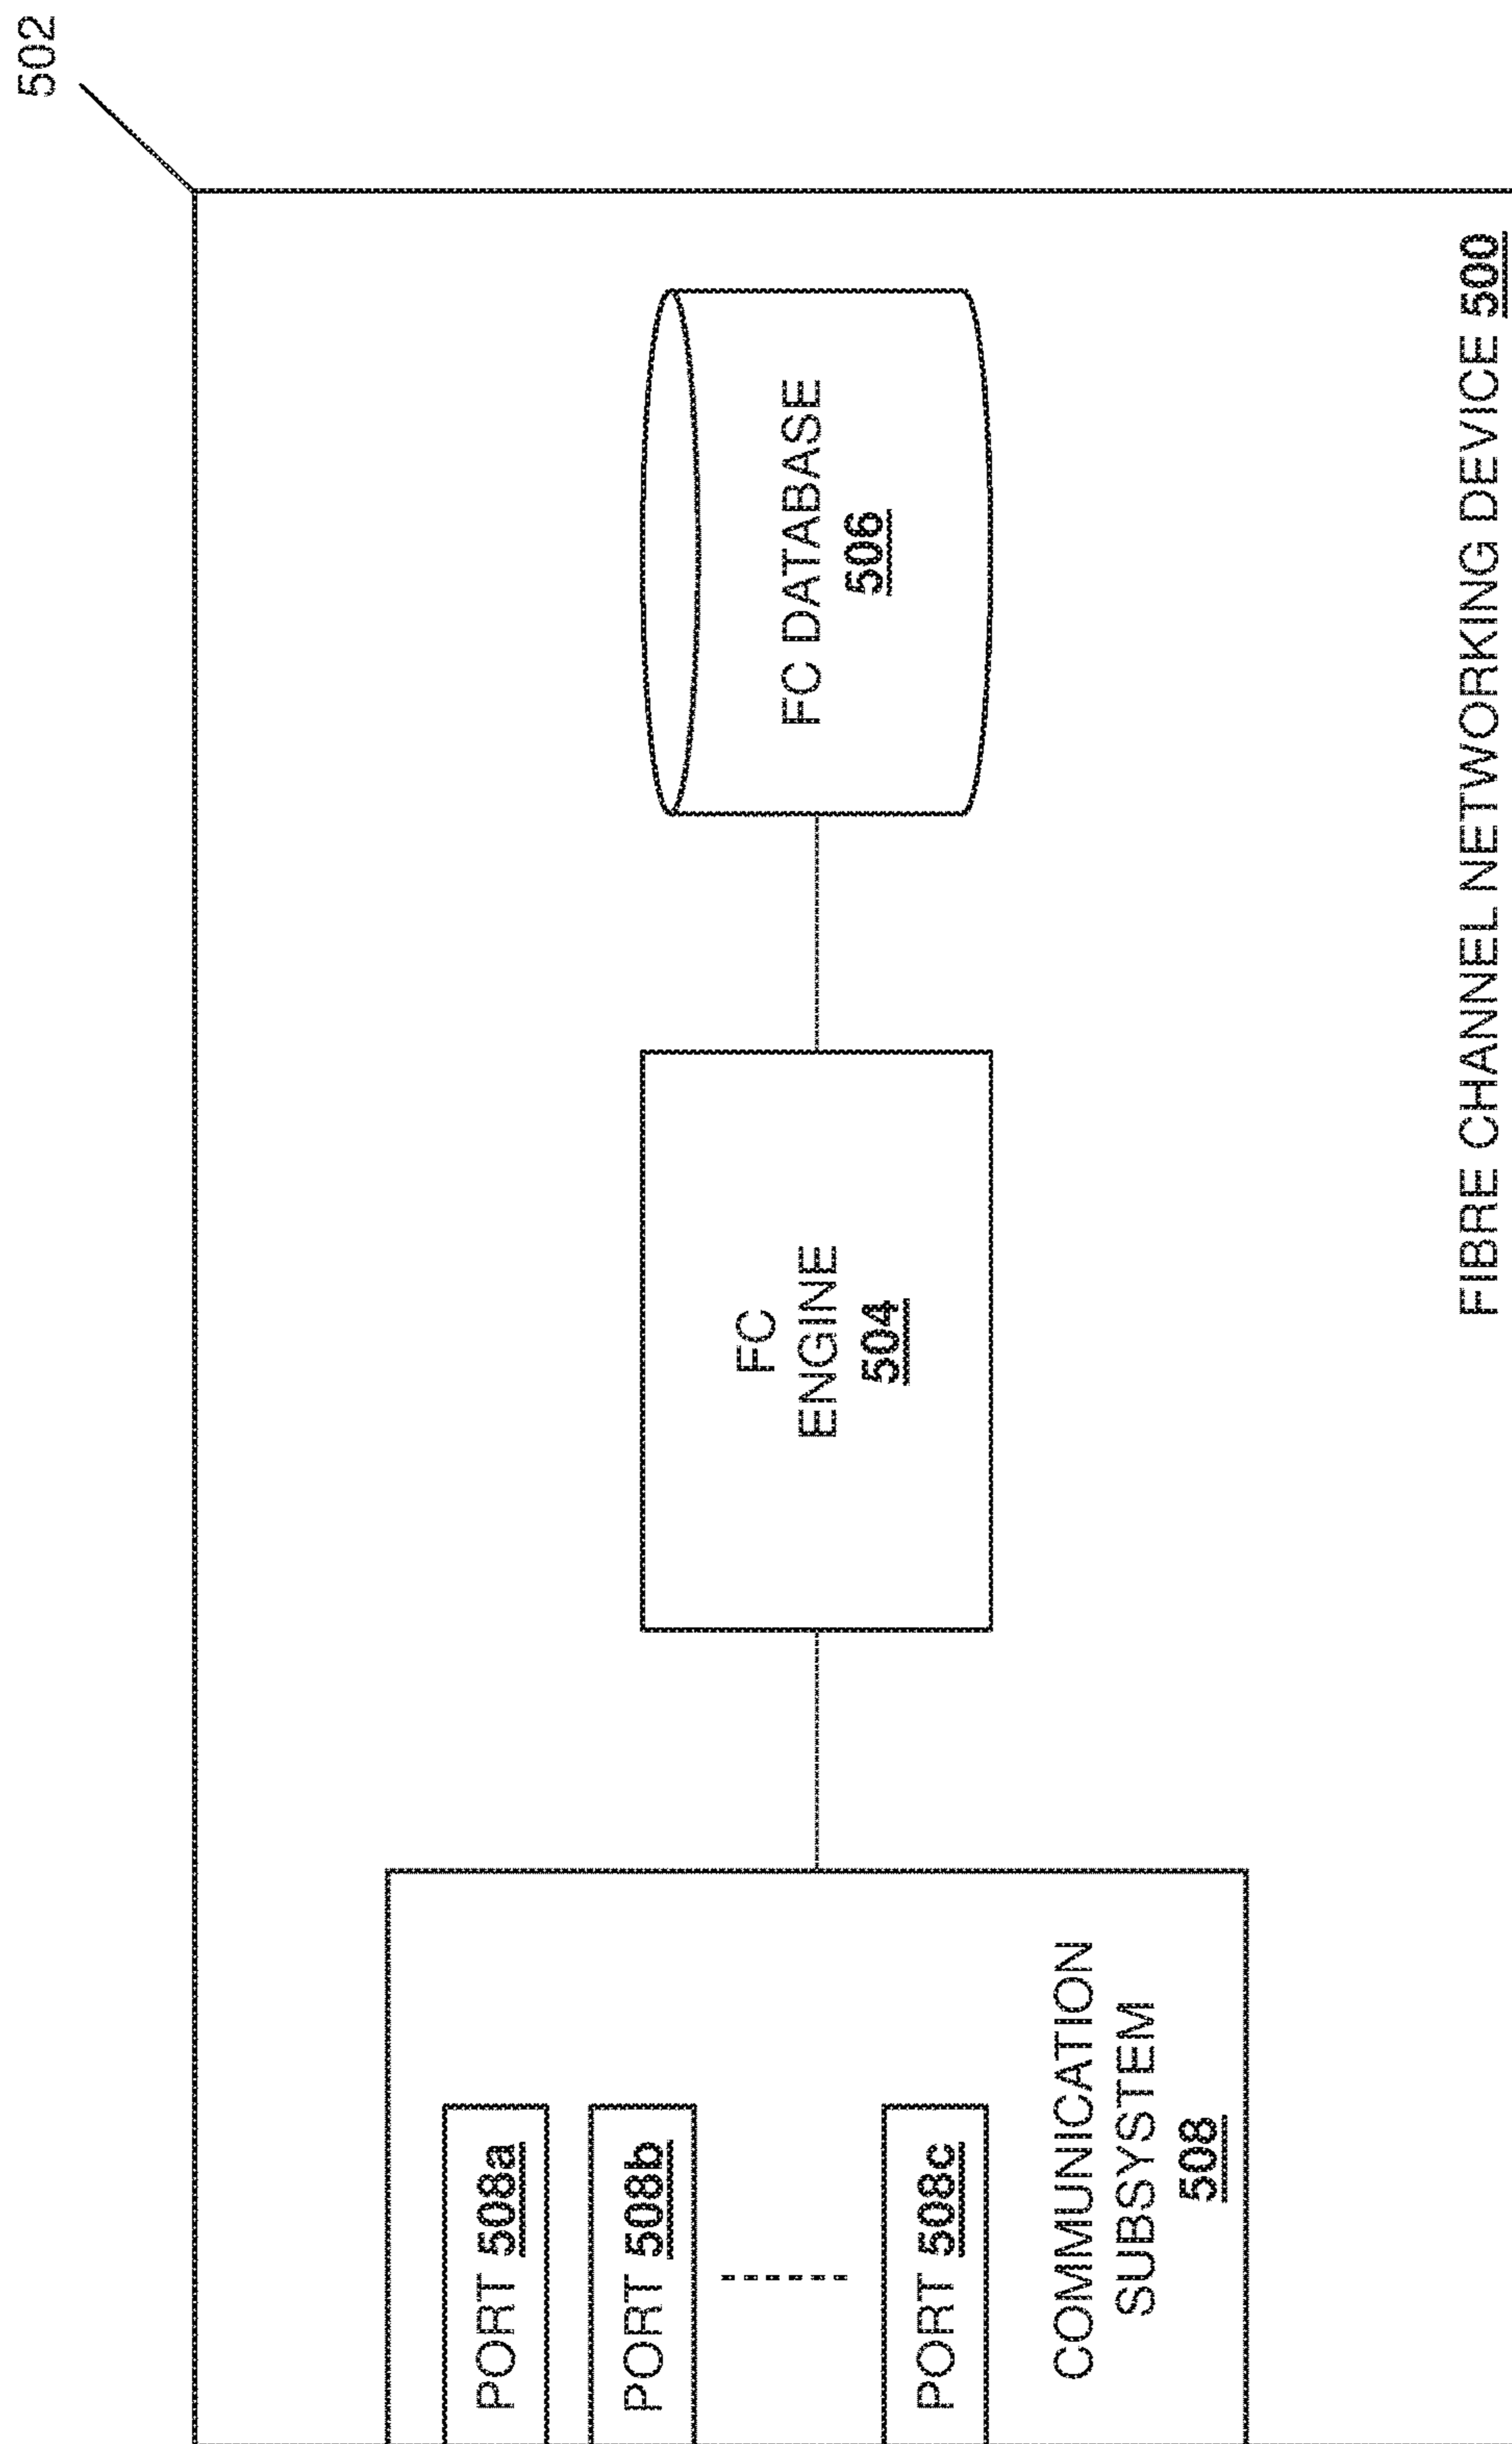 502
PORT 508a
PORT 508b
PORT 508c
COMMUNICATION
SUBSYSTEM
508
FC
ENGINE
504
FC DATABASE
506
FIBRE CHANNEL NETWORKING DEVICE 500